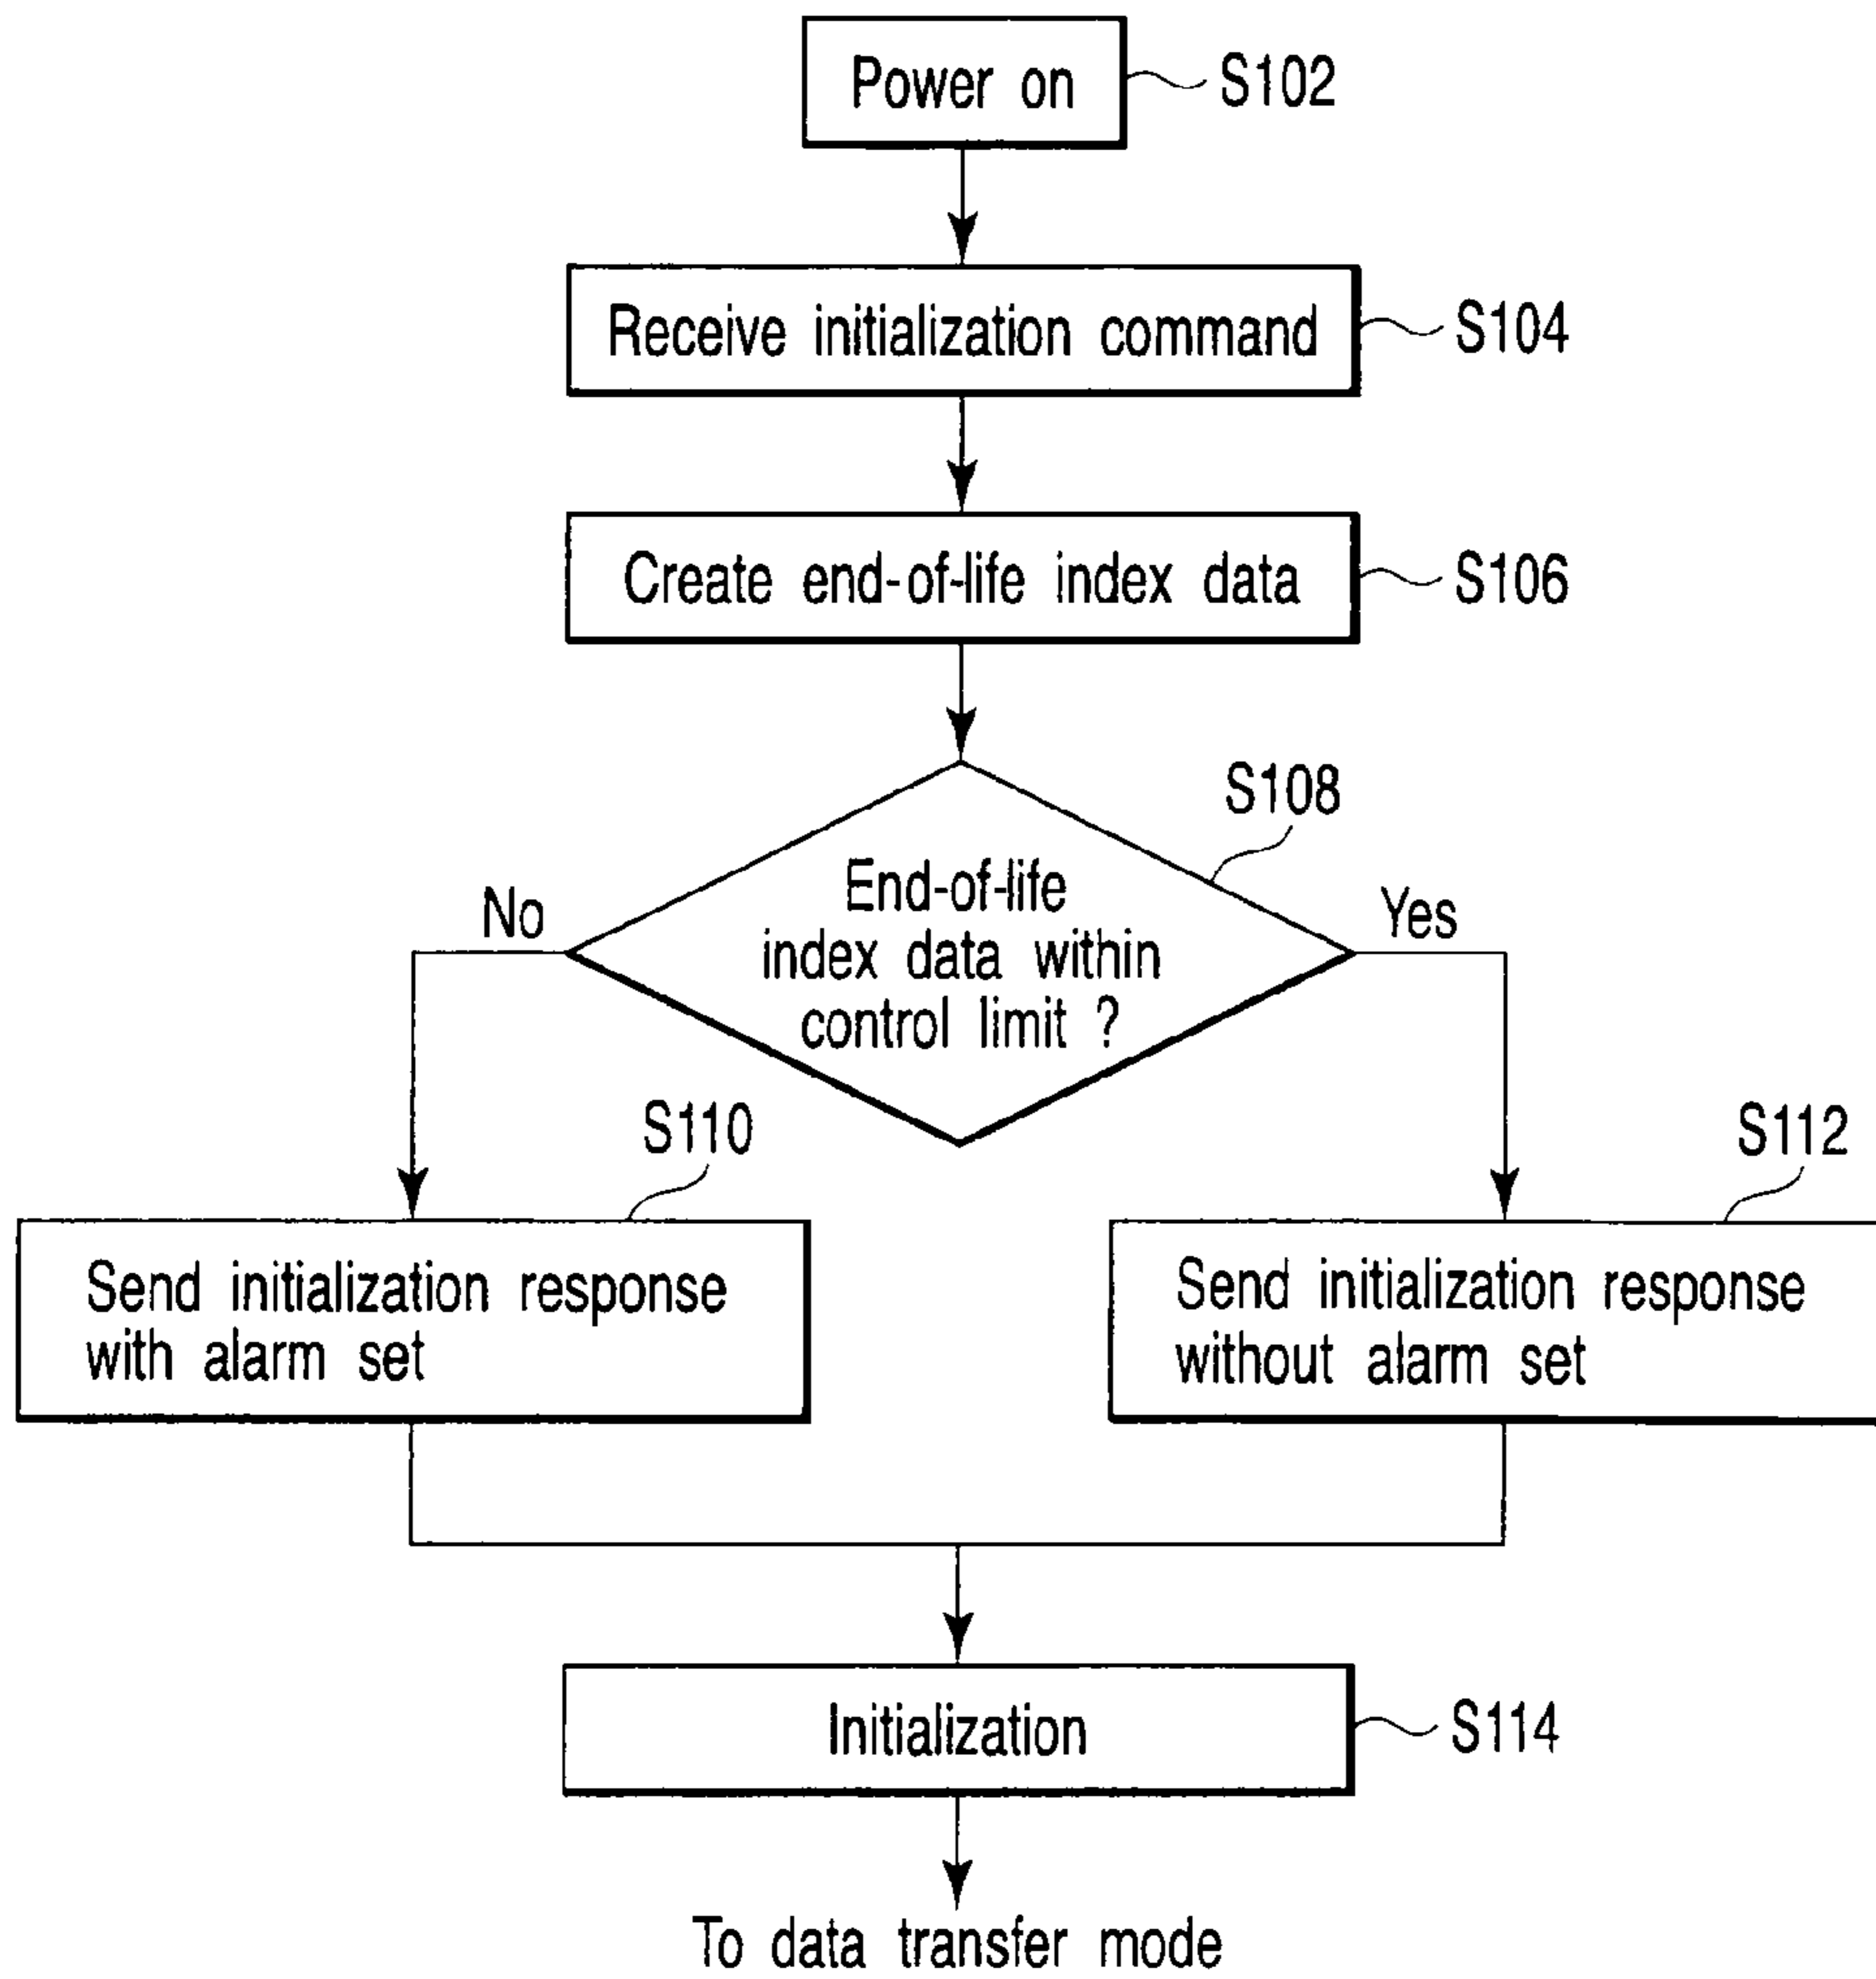 Power on
S102
Receive initialization command
S104
Create end-of-life index data
S106
S108
End-of-life
index data within
control limit ?
No
Yes
S110
S112
Send initialization response
with alarm set
Send initialization response
without alarm set
Initialization
S114
To data transfer mode